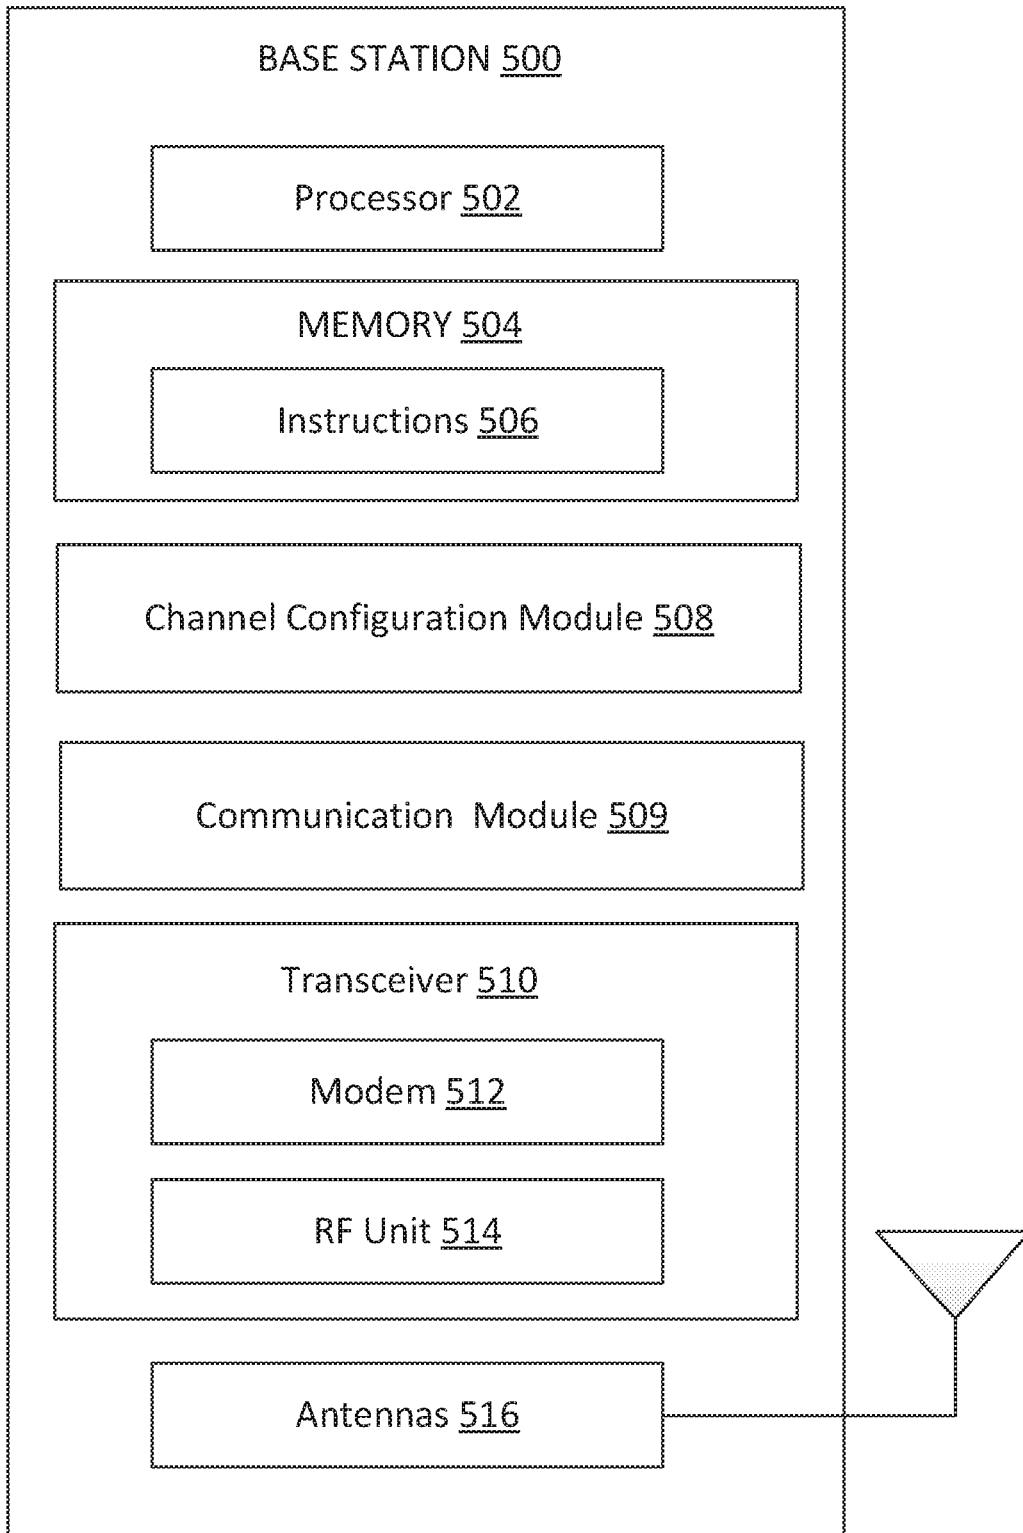 BASE STATION 500
Processor 502
MEMORY 504
Instructions 506
Channel Configuration Module 508
Communication Module 509
Transceiver 510
Modem 512
RF Unit 514
Antennas 516